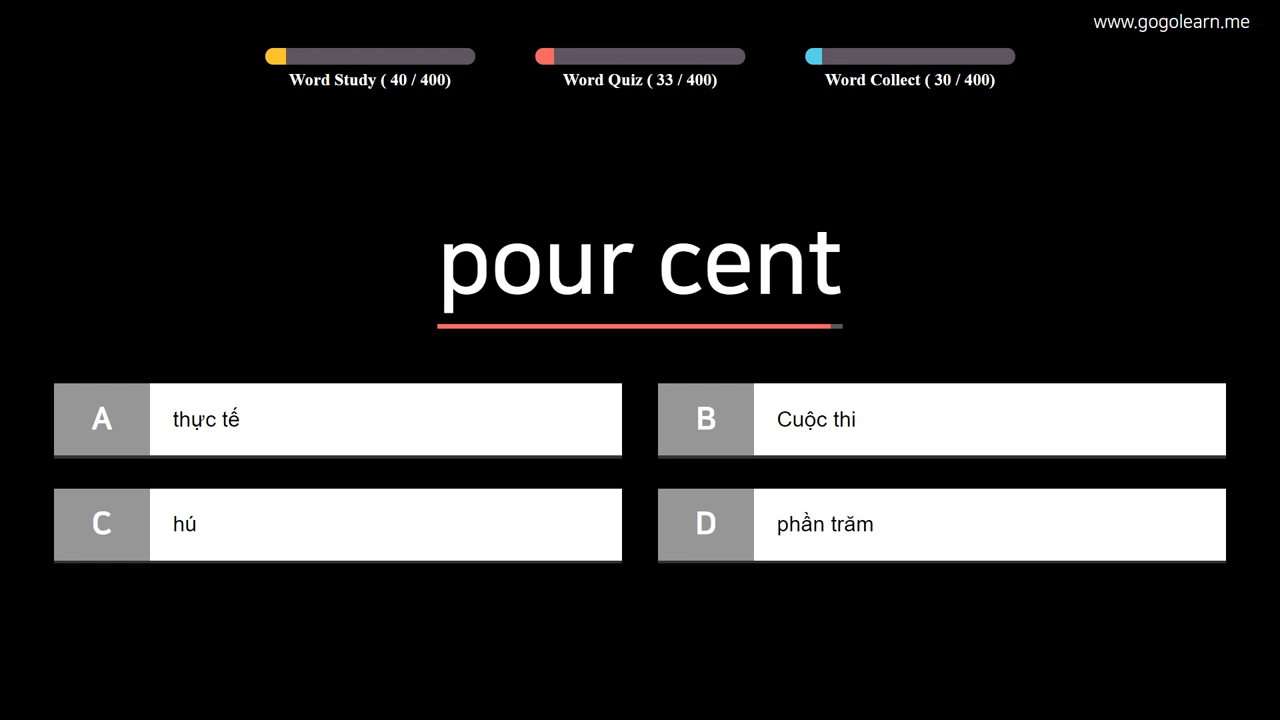 www.gogolearn.me
Word Study ( 40 / 400)
Word Quiz ( 33 / 400)
Word Collect ( 30 / 400)
pour cent
A
thực tế
B
Cuộc thi
C
hú
D
phần trăm